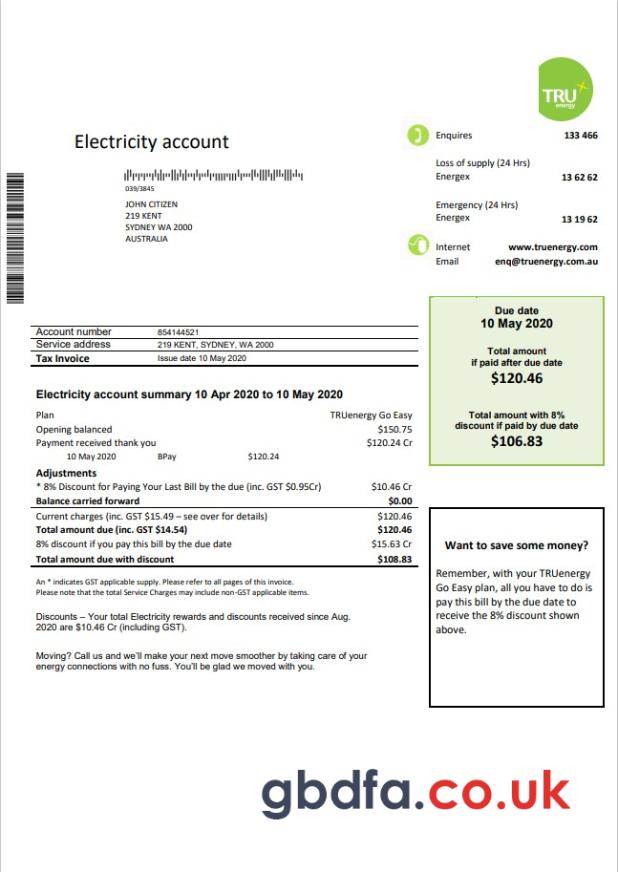 TRU
energy
Electricity account
Enquires 133 466
Loss of supply (24 Hrs)
Energex 13 62 62
Emergency (24 Hrs)
Energex 13 19 62
Internet www.truenergy.com
Email enq@truenergy.com.au
039/3845
JOHN CITIZEN
219 KENT
SYDNEY WA 2000
AUSTRALIA
Account number 854144521
Service address 219 KENT, SYDNEY, WA 2000
Tax Invoice Issue date 10 May 2020
Due date
10 May 2020
Total amount
if paid after due date
$120.46
Total amount with 8%
discount if paid by due date
$106.83
Electricity account summary 10 Apr 2020 to 10 May 2020
Plan TRUenergy Go Easy
Opening balanced $150.75
Payment received thank you $120.24 Cr
10 May 2020 BPay $120.24
Adjustments
* 8% Discount for Paying Your Last Bill by the due (inc. GST $0.95Cr) $10.46 Cr
Balance carried forward $0.00
Current charges (inc. GST $15.49 – see over for details) $120.46
Total amount due (inc. GST $14.54) $120.46
8% discount if you pay this bill by the due date $15.63 Cr
Total amount due with discount $108.83
An * indicates GST applicable supply. Please refer to all pages of this invoice.
Please note that the total Service Charges may include non-GST applicable items.
Discounts – Your total Electricity rewards and discounts received since Aug.
2020 are $10.46 Cr (including GST).
Moving? Call us and we'll make your next move smoother by taking care of your
energy connections with no fuss. You'll be glad we moved with you.
Want to save some money?
Remember, with your TRUenergy
Go Easy plan, all you have to do is
pay this bill by the due date to
receive the 8% discount shown
above.
gbdfa.co.uk